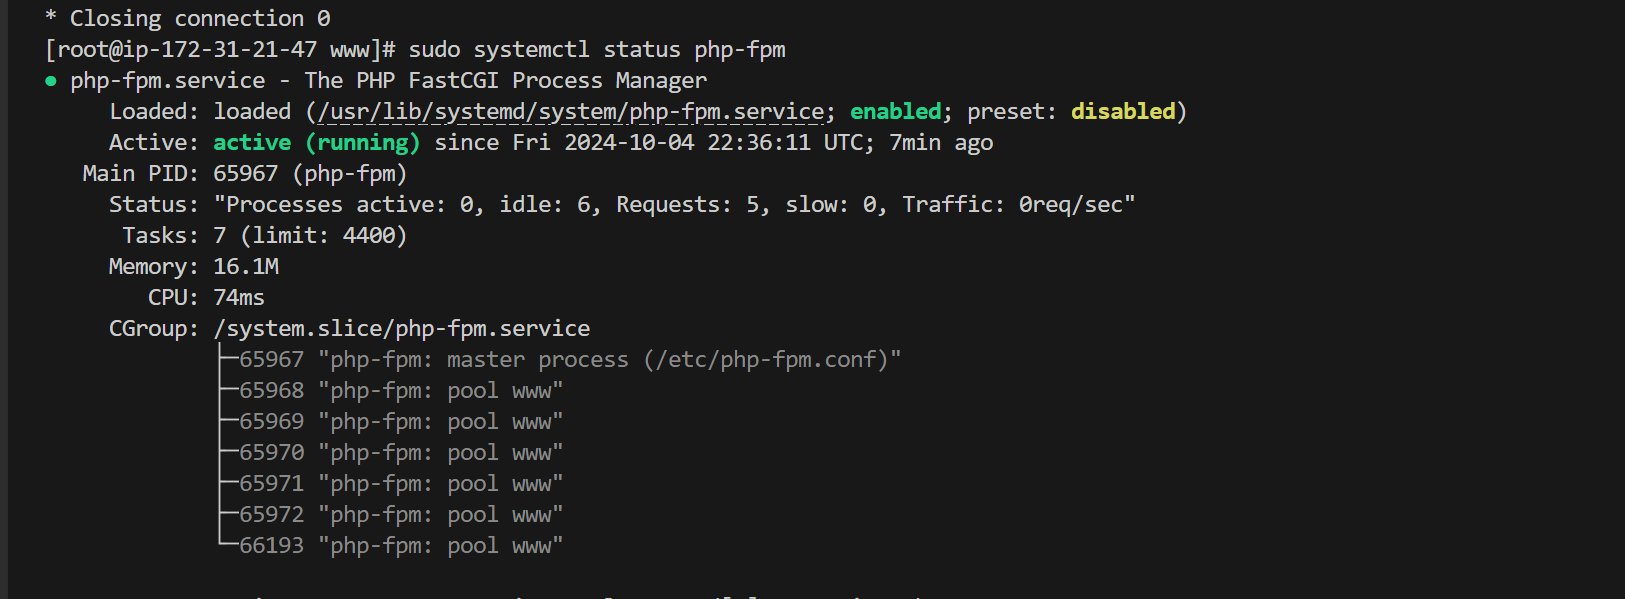 * Closing connection 0
[root@ip-172-31-21-47 www]# sudo systemctl status php-fpm
● php-fpm.service - The PHP FastCGI Process Manager
     Loaded: loaded (/usr/lib/systemd/system/php-fpm.service; enabled; preset: disabled)
     Active: active (running) since Fri 2024-10-04 22:36:11 UTC; 7min ago
   Main PID: 65967 (php-fpm)
     Status: "Processes active: 0, idle: 6, Requests: 5, slow: 0, Traffic: 0req/sec"
      Tasks: 7 (limit: 4400)
     Memory: 16.1M
        CPU: 74ms
     CGroup: /system.slice/php-fpm.service
             ├─65967 "php-fpm: master process (/etc/php-fpm.conf)"
             ├─65968 "php-fpm: pool www"
             ├─65969 "php-fpm: pool www"
             ├─65970 "php-fpm: pool www"
             ├─65971 "php-fpm: pool www"
             ├─65972 "php-fpm: pool www"
             └─66193 "php-fpm: pool www"